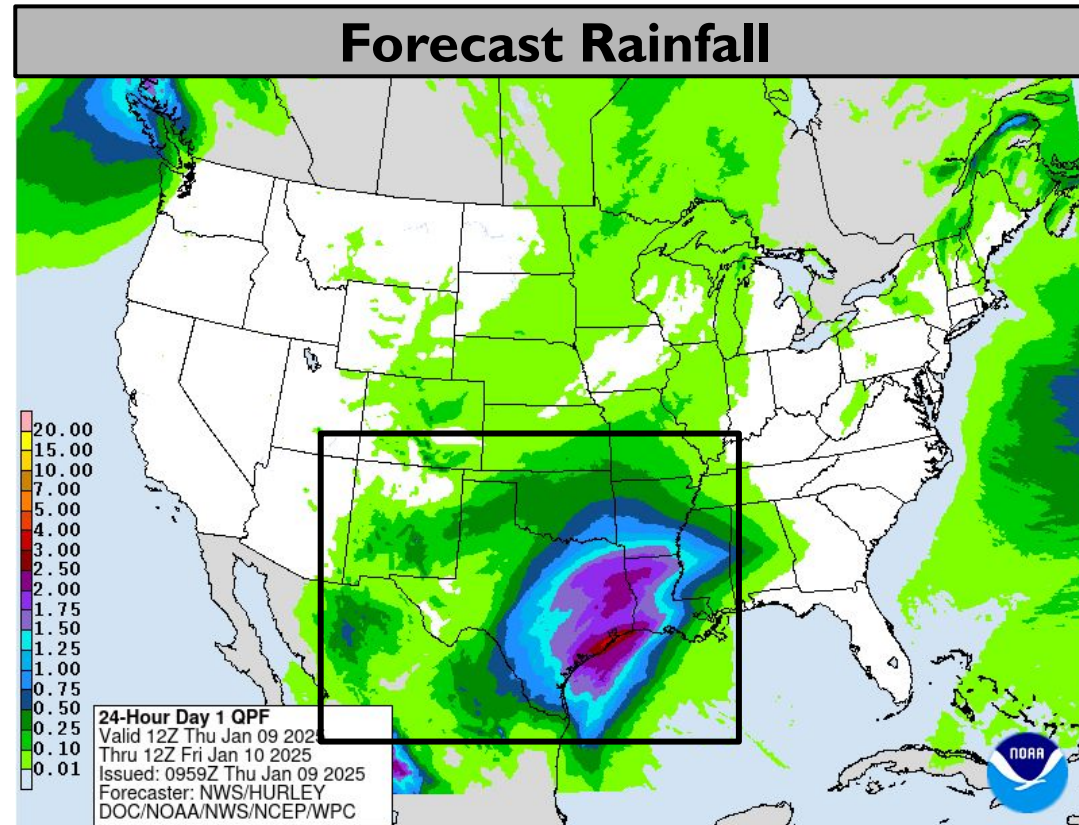 Forecast Rainfall
20.00
15.00
10.00
7.00
5.00
4.00
3.00
2.50
2.00
1.75
1.50
1.25
1.00
0.75
0.50
0.25
0.10
0.01
24-Hour Day 1 QPF
Valid 12Z Thu Jan 09 2025
Thru 12Z Fri Jan 10 2025
Issued: 0959Z Thu Jan 09 2025
Forecaster: NWS/HURLEY
DOC/NOAA/NWS/NCEP/WPC
NOAA